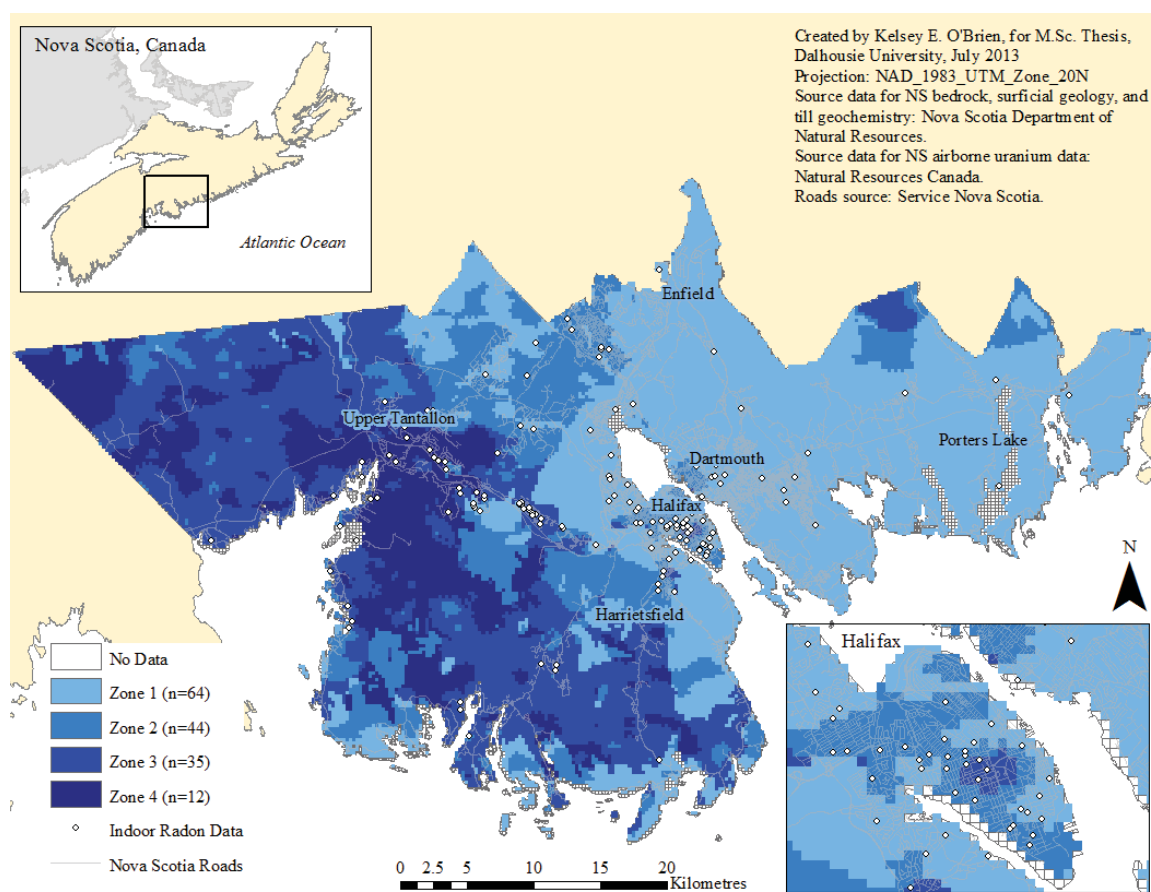 Nova Scotia, Canada
Atlantic Ocean
Created by Kelsey E. O'Brien, for M.Sc. Thesis,
Dalhousie University, July 2013
Projection: NAD_1983_UTM_Zone_20N
Source data for NS bedrock, surficial geology, and
till geochemistry: Nova Scotia Department of
Natural Resources.
Source data for NS airborne uranium data:
Natural Resources Canada.
Roads source: Service Nova Scotia.
Enfield
Upper Tantallon
Porters Lake
Dartmouth
Halifax
Harrietsfield
N
No Data
Zone 1 (n=64)
Zone 2 (n=44)
Zone 3 (n=35)
Zone 4 (n=12)
Indoor Radon Data
Nova Scotia Roads
0 2.5 5 10 15 20
Kilometres
Halifax